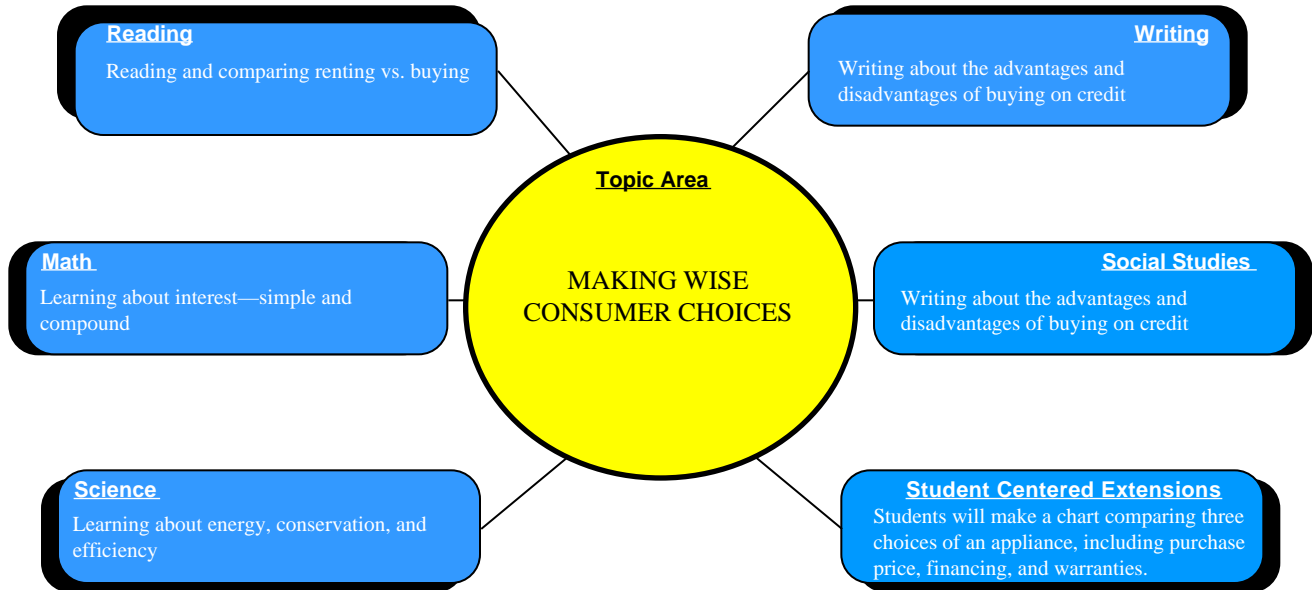 Reading
Reading and comparing renting vs. buying
Writing
Writing about the advantages and
disadvantages of buying on credit
Topic Area
MAKING WISE
CONSUMER CHOICES
Math
Learning about interest—simple and
compound
Social Studies
Writing about the advantages and
disadvantages of buying on credit
Science
Learning about energy, conservation, and
efficiency
Student Centered Extensions
Students will make a chart comparing three
choices of an appliance, including purchase
price, financing, and warranties.